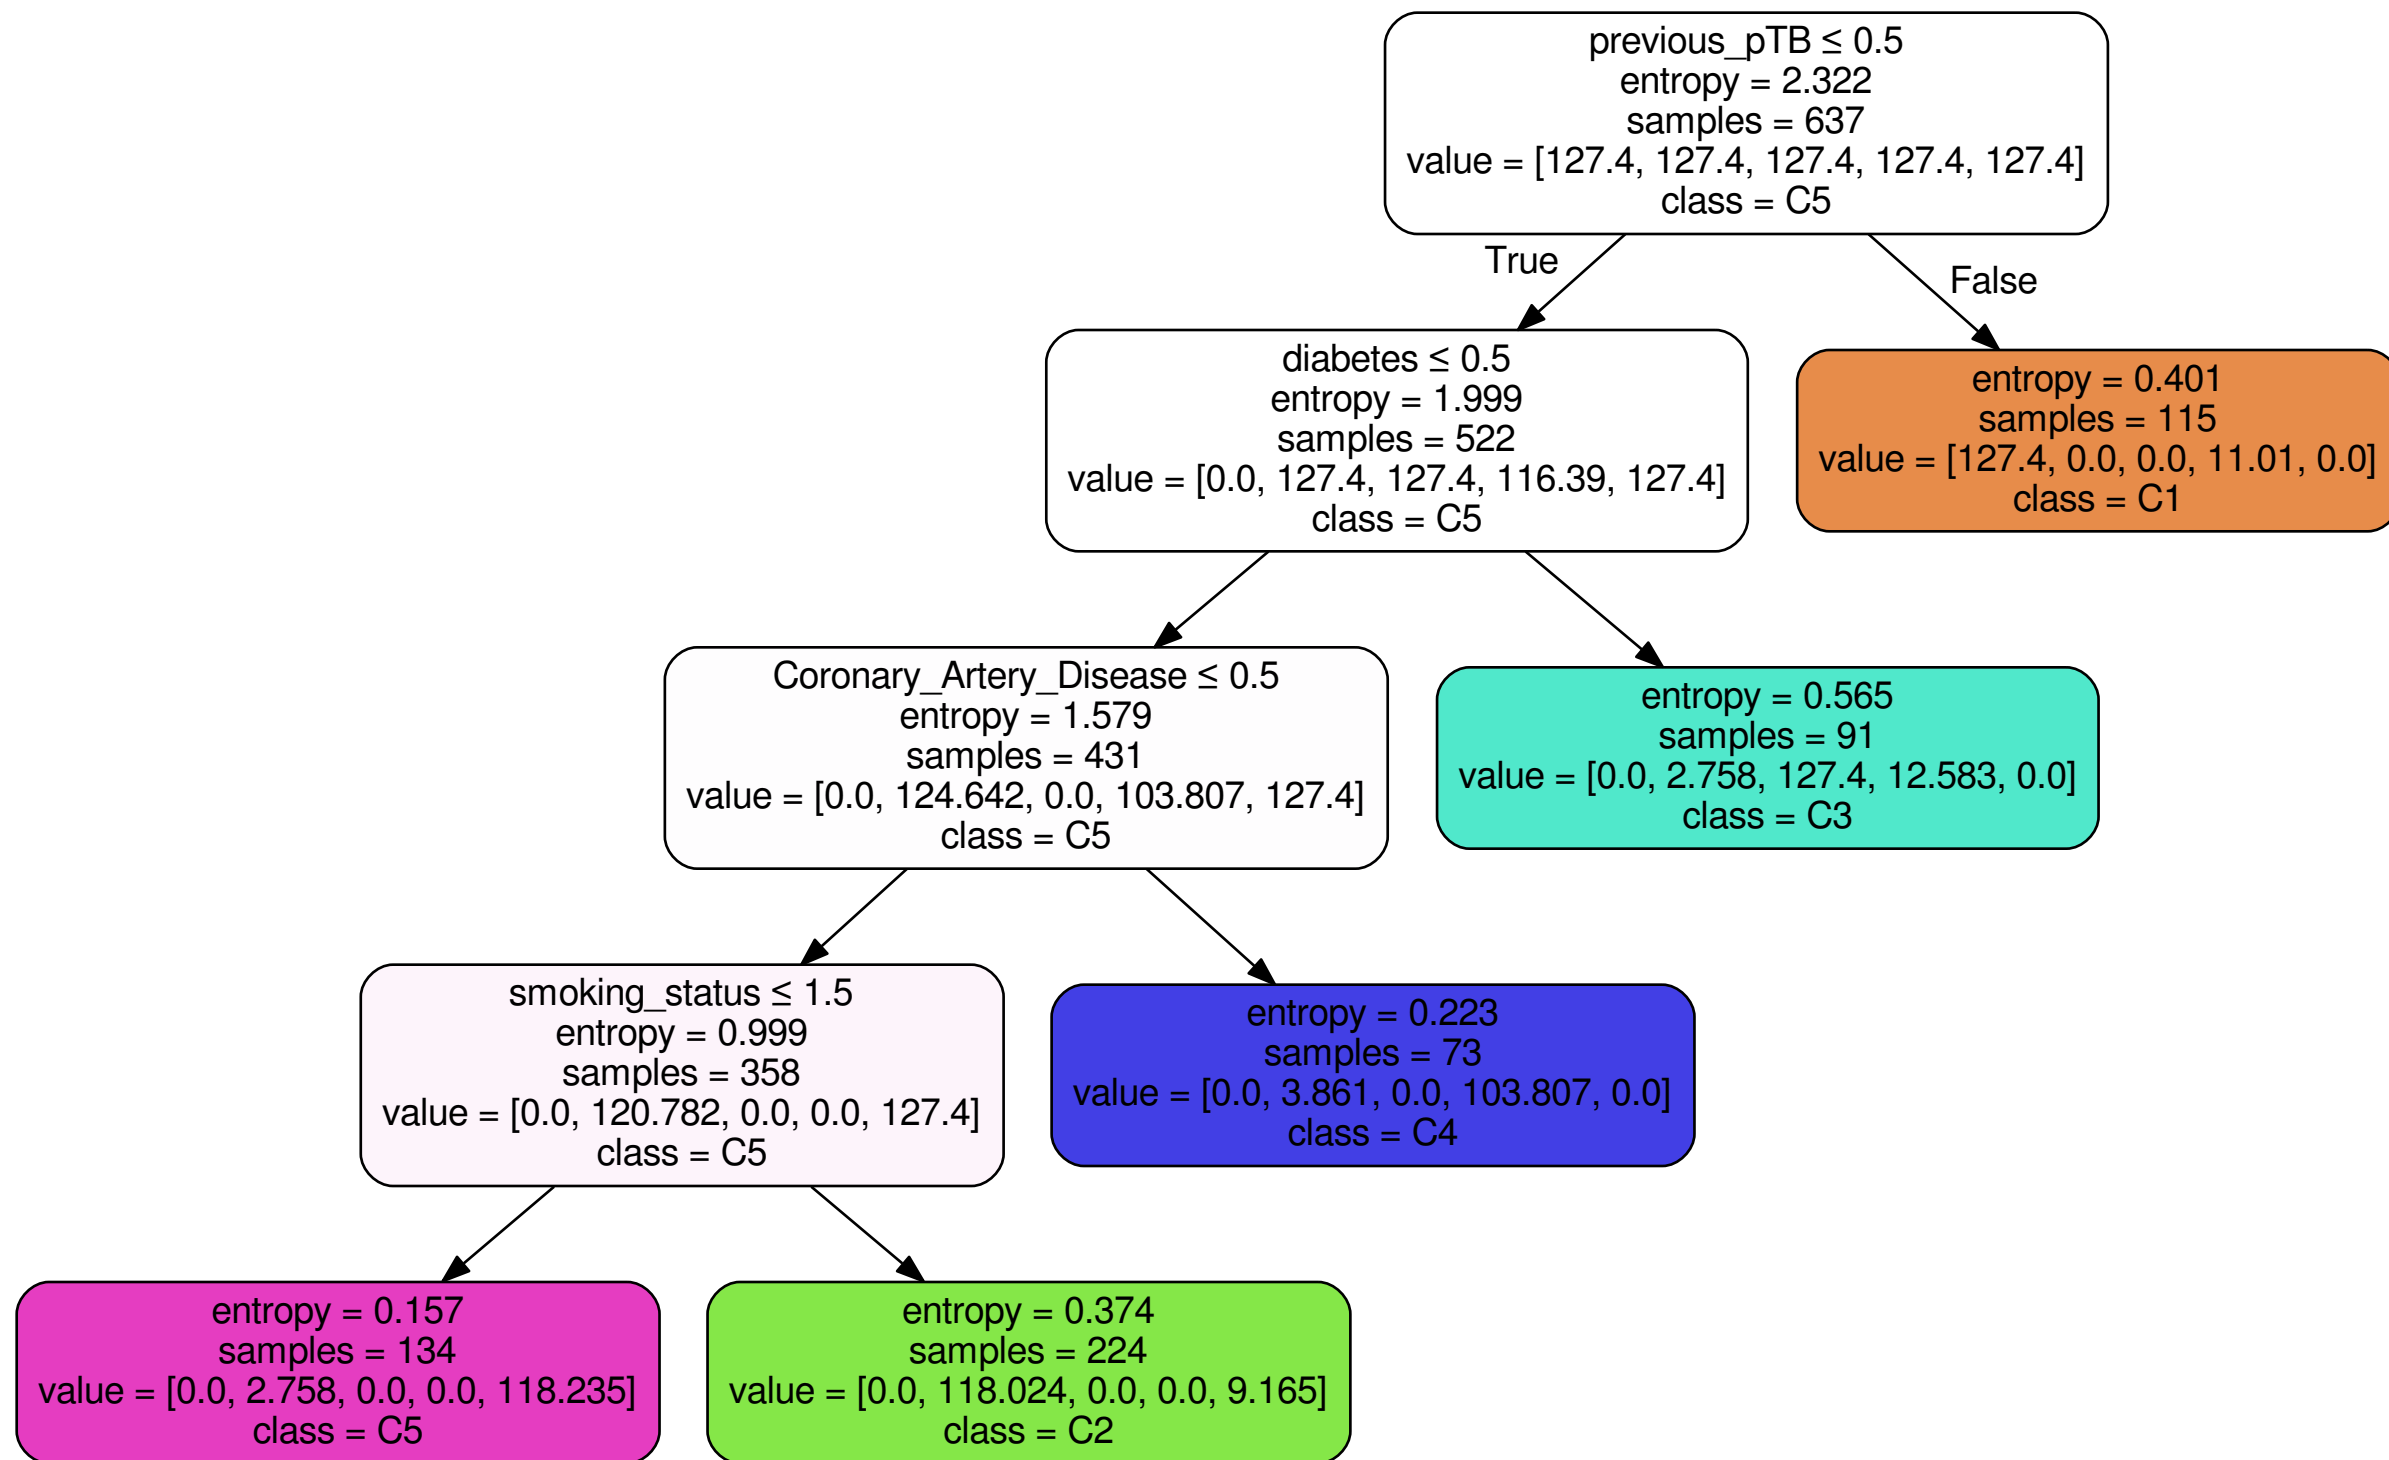 previous_pTB ≤ 0.5
entropy = 2.322
samples = 637
value = [127.4, 127.4, 127.4, 127.4, 127.4]
class = C5
True
False
diabetes ≤ 0.5
entropy = 1.999
samples = 522
value = [0.0, 127.4, 127.4, 116.39, 127.4]
class = C5
entropy = 0.401
samples = 115
value = [127.4, 0.0, 0.0, 11.01, 0.0]
class = C1
Coronary_Artery_Disease ≤ 0.5
entropy = 1.579
samples = 431
value = [0.0, 124.642, 0.0, 103.807, 127.4]
class = C5
entropy = 0.565
samples = 91
value = [0.0, 2.758, 127.4, 12.583, 0.0]
class = C3
smoking_status ≤ 1.5
entropy = 0.999
samples = 358
value = [0.0, 120.782, 0.0, 0.0, 127.4]
class = C5
entropy = 0.223
samples = 73
value = [0.0, 3.861, 0.0, 103.807, 0.0]
class = C4
entropy = 0.157
samples = 134
value = [0.0, 2.758, 0.0, 0.0, 118.235]
class = C5
entropy = 0.374
samples = 224
value = [0.0, 118.024, 0.0, 0.0, 9.165]
class = C2